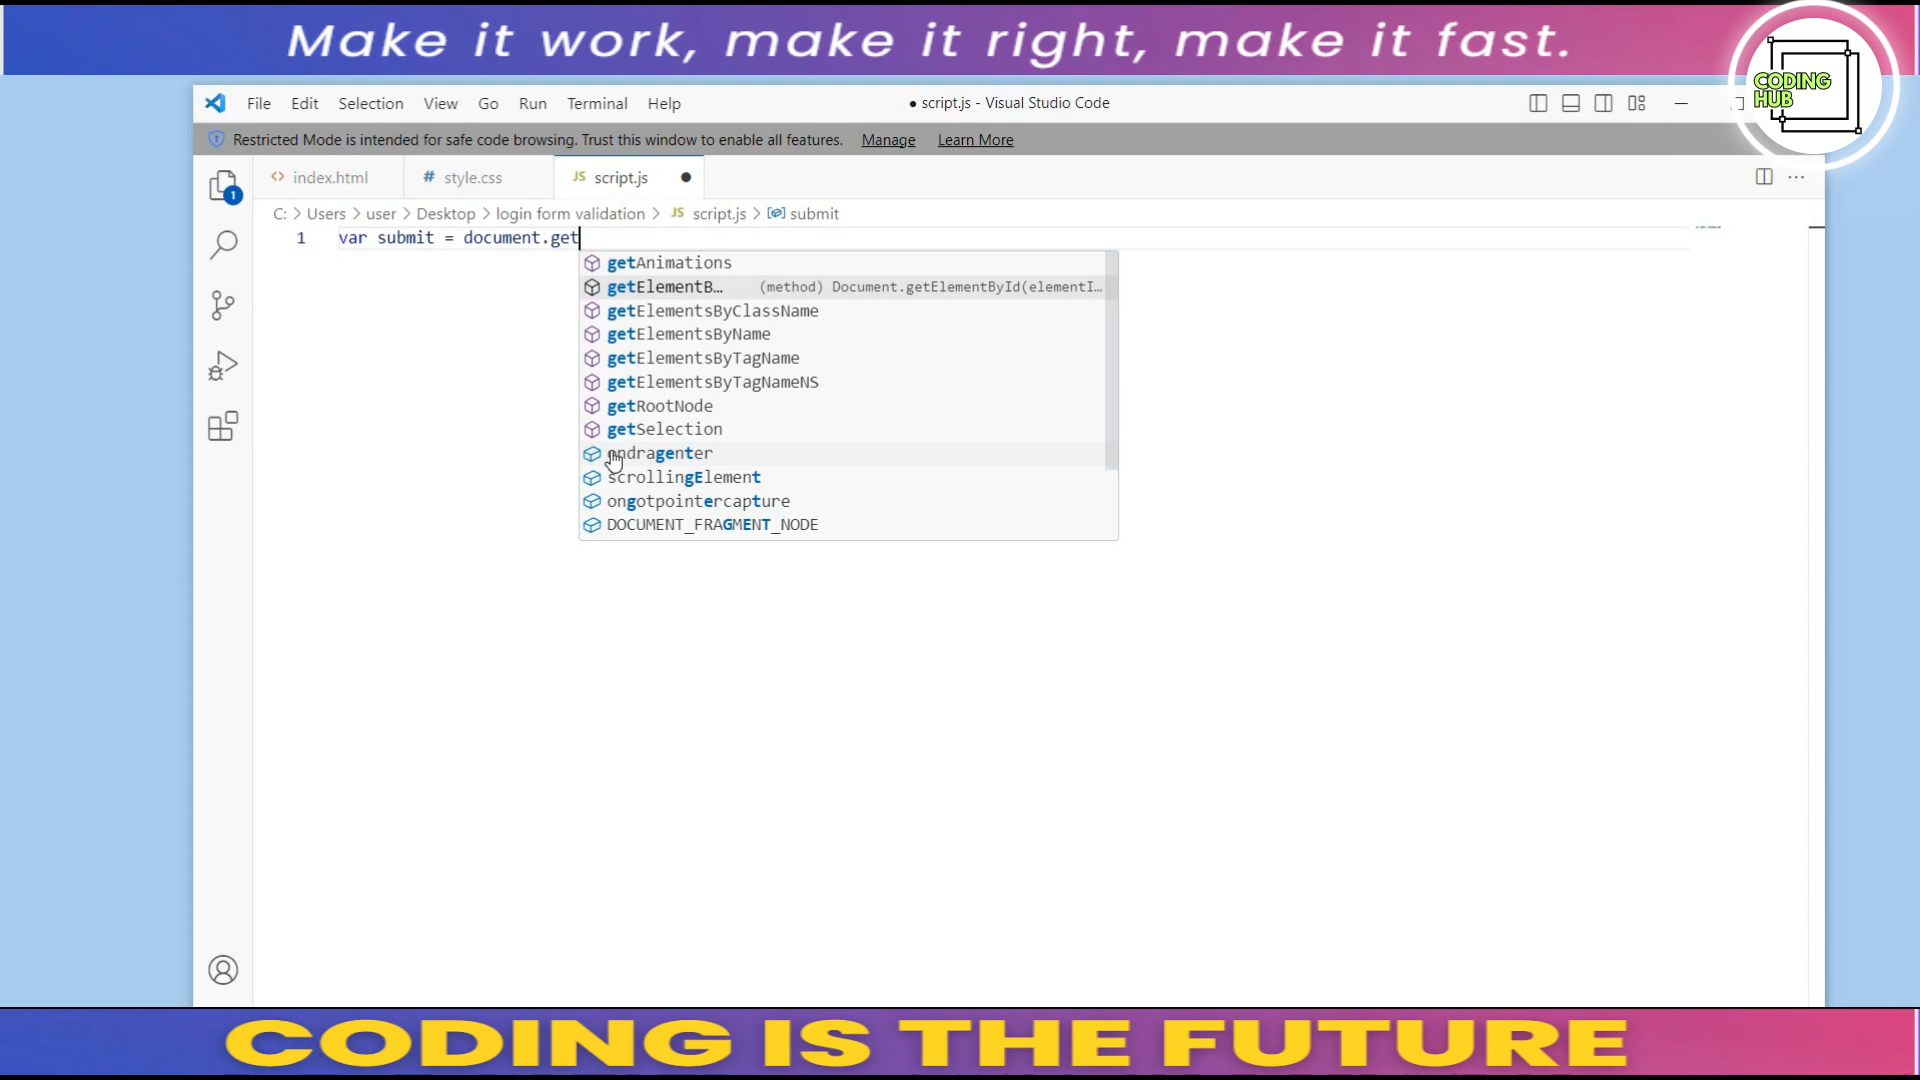 Make it work, make it right, make it fast.
CODING
HUB
File Edit Selection View Go Run Terminal Help
● script.js - Visual Studio Code
Restricted Mode is intended for safe code browsing. Trust this window to enable all features. Manage Learn More
1
<> index.html
# style.css
JS script.js ●
C: > Users > user > Desktop > login form validation > JS script.js > submit
1 var submit = document.get
getAnimations
getElementB… (method) Document.getElementById(elementI…
getElementsByClassName
getElementsByName
getElementsByTagName
getElementsByTagNameNS
getRootNode
getSelection
ondragenter
scrollingElement
ongotpointercapture
DOCUMENT_FRAGMENT_NODE
CODING IS THE FUTURE